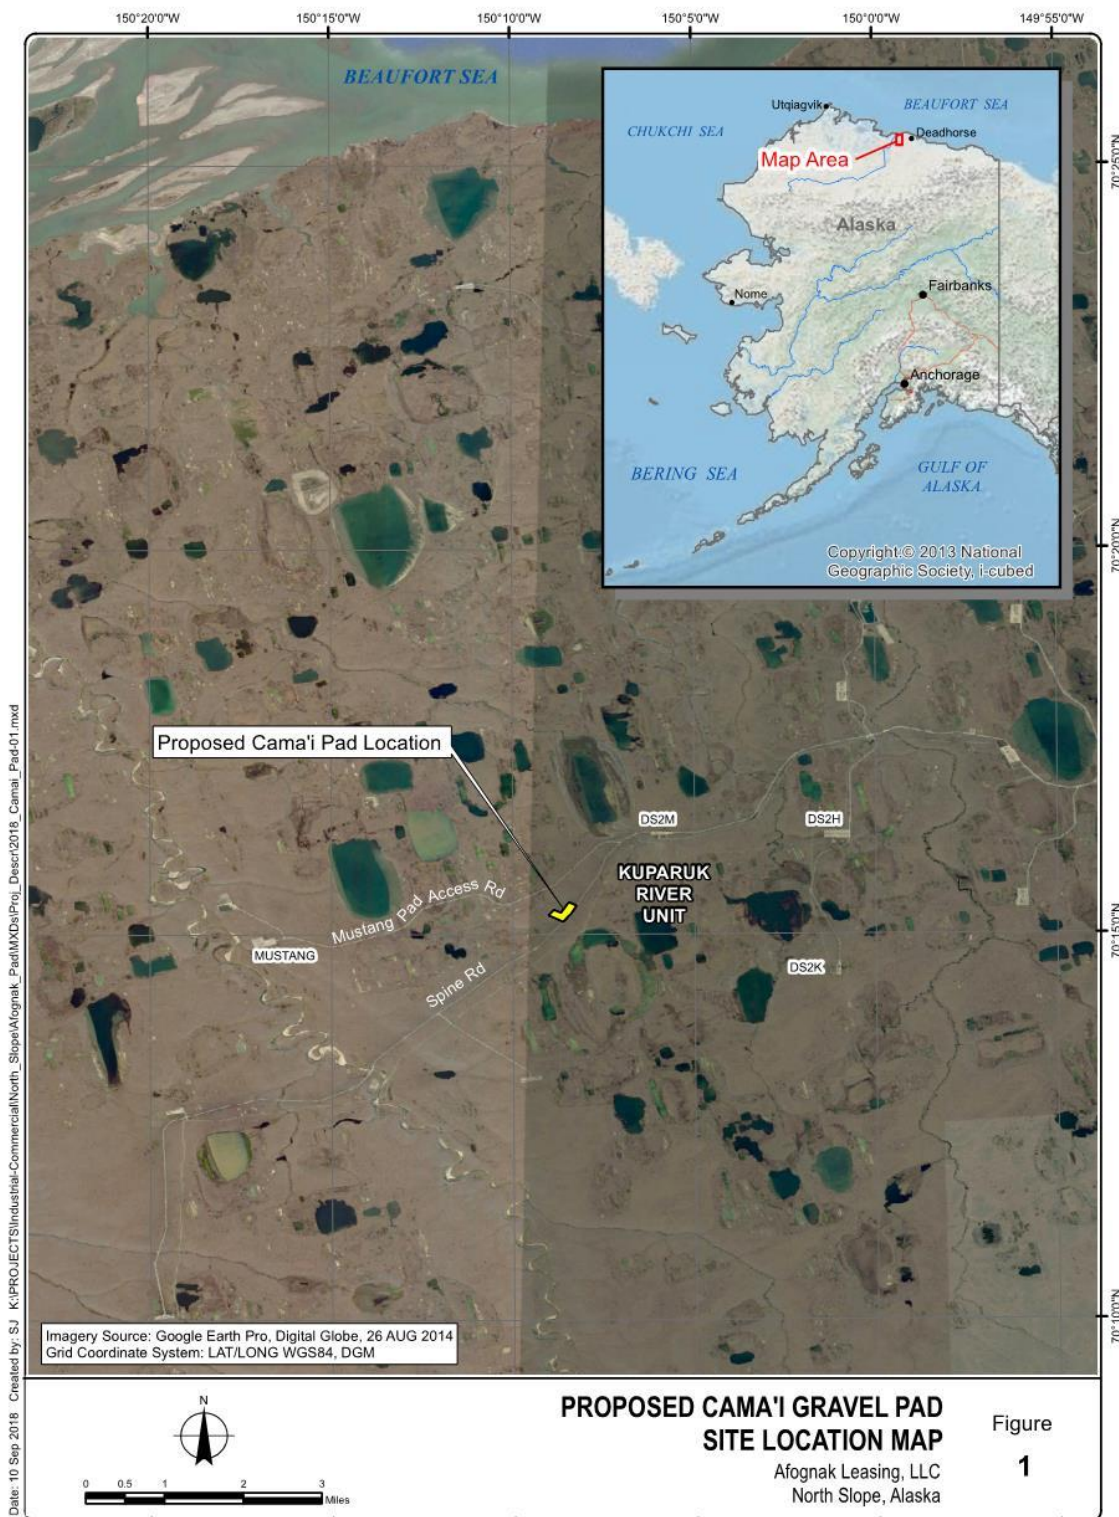 150°20'0"W
150°15'0"W
150°10'0"W
150°5'0"W
150°0'0"W
149°55'0"W
BEAUFORT SEA
Utqiagvik
BEAUFORT SEA
CHUKCHI SEA
Deadhorse
Map Area
Alaska
Nome
Fairbanks
Anchorage
BERING SEA
GULF OF
ALASKA
Copyright:© 2013 National
Geographic Society, i-cubed
70°25'0"N
70°20'0"N
70°15'0"N
70°10'0"N
Proposed Cama'i Pad Location
DS2M
DS2H
KUPARUK
RIVER
UNIT
Mustang Pad Access Rd
MUSTANG
DS2K
Spine Rd
Imagery Source: Google Earth Pro, Digital Globe, 26 AUG 2014
Grid Coordinate System: LAT/LONG WGS84, DGM
Date: 10 Sep 2018 Created by: SJ K:\PROJECTS\Industrial-Commercial\North_Slope\Afognak_Pad\MXDs\Proj_Descr\2018_Camai_Pad-01.mxd
N
0 0.5 1 2 3
Miles
PROPOSED CAMA'I GRAVEL PAD
SITE LOCATION MAP
Afognak Leasing, LLC
North Slope, Alaska
Figure
1